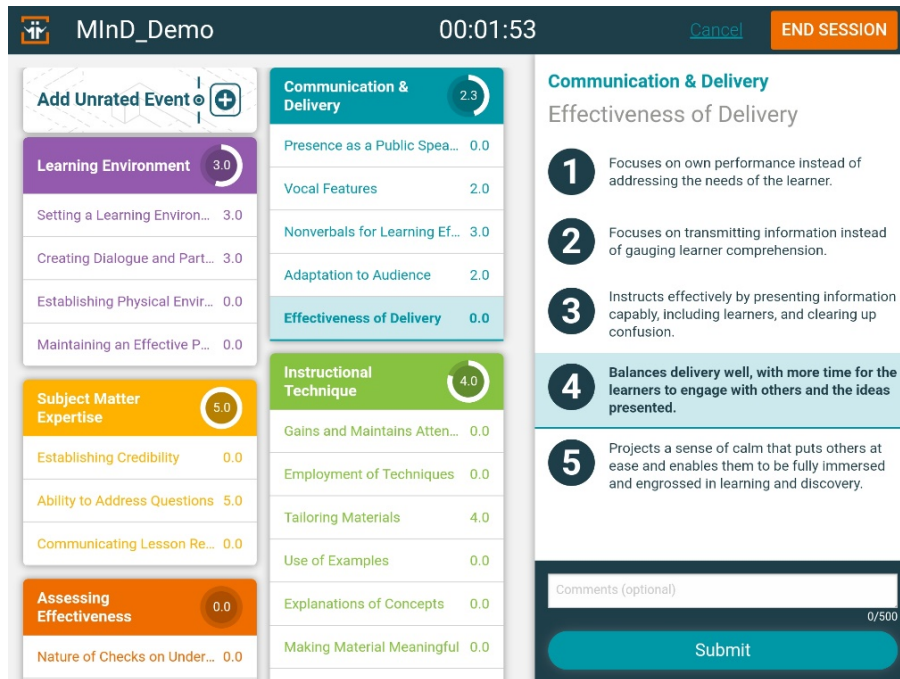 MInD_Demo
00:01:53
Cancel
END SESSION
Add Unrated Event
Learning Environment 3.0
Setting a Learning Environ... 3.0
Creating Dialogue and Part... 3.0
Establishing Physical Envir... 0.0
Maintaining an Effective P... 0.0
Subject Matter
Expertise
5.0
Establishing Credibility 0.0
Ability to Address Questions 5.0
Communicating Lesson Re... 0.0
Assessing
Effectiveness
0.0
Nature of Checks on Under... 0.0
Communication &
Delivery
2.3
Presence as a Public Spea... 0.0
Vocal Features 2.0
Nonverbals for Learning Ef... 3.0
Adaptation to Audience 2.0
Effectiveness of Delivery 0.0
Instructional
Technique
4.0
Gains and Maintains Atten... 0.0
Employment of Techniques 0.0
Tailoring Materials 4.0
Use of Examples 0.0
Explanations of Concepts 0.0
Making Material Meaningful 0.0
Communication & Delivery
Effectiveness of Delivery
1
Focuses on own performance instead of
addressing the needs of the learner.
2
Focuses on transmitting information instead
of gauging learner comprehension.
3
Instructs effectively by presenting information
capably, including learners, and clearing up
confusion.
4
Balances delivery well, with more time for the
learners to engage with others and the ideas
presented.
5
Projects a sense of calm that puts others at
ease and enables them to be fully immersed
and engrossed in learning and discovery.
Comments (optional)
0/500
Submit